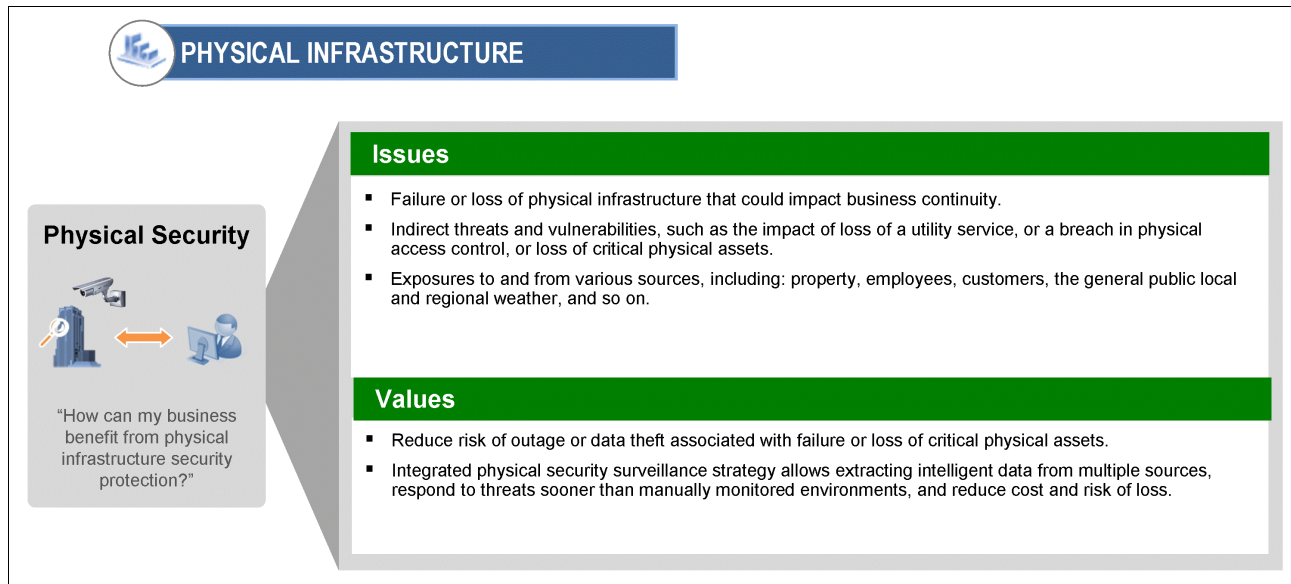 PHYSICAL INFRASTRUCTURE
Physical Security
“How can my business
benefit from physical
infrastructure security
protection?”
Issues
▪ Failure or loss of physical infrastructure that could impact business continuity.
▪ Indirect threats and vulnerabilities, such as the impact of loss of a utility service, or a breach in physical
access control, or loss of critical physical assets.
▪ Exposures to and from various sources, including: property, employees, customers, the general public local
and regional weather, and so on.
Values
▪ Reduce risk of outage or data theft associated with failure or loss of critical physical assets.
▪ Integrated physical security surveillance strategy allows extracting intelligent data from multiple sources,
respond to threats sooner than manually monitored environments, and reduce cost and risk of loss.